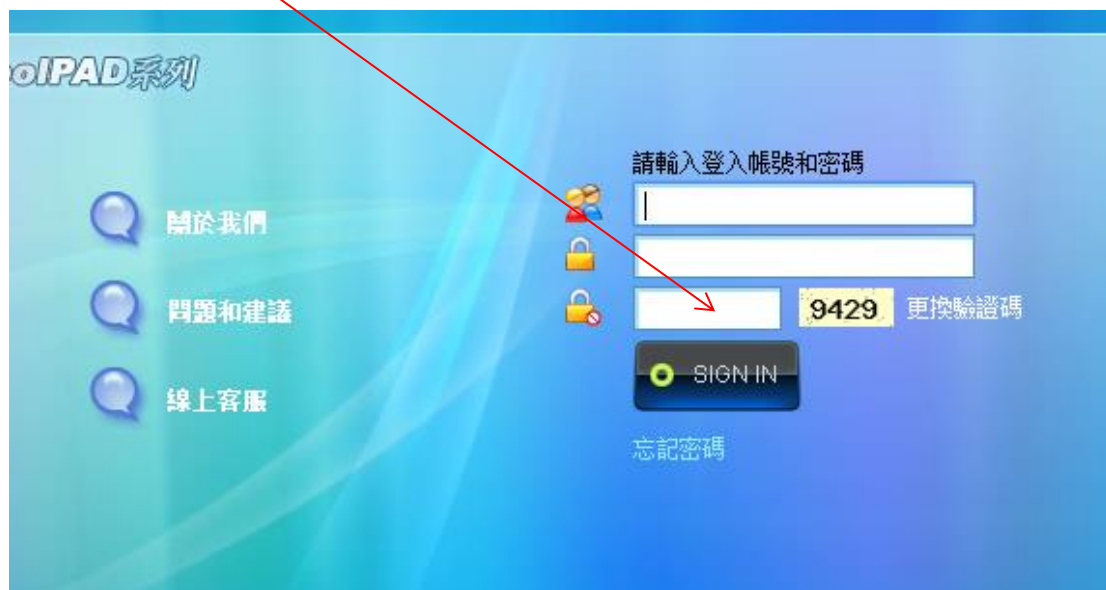 oIPAD系列
請輸入登入帳號和密碼
關於我們
問題和建議
9429 更換驗證碼
SIGN IN
線上客服
忘記密碼